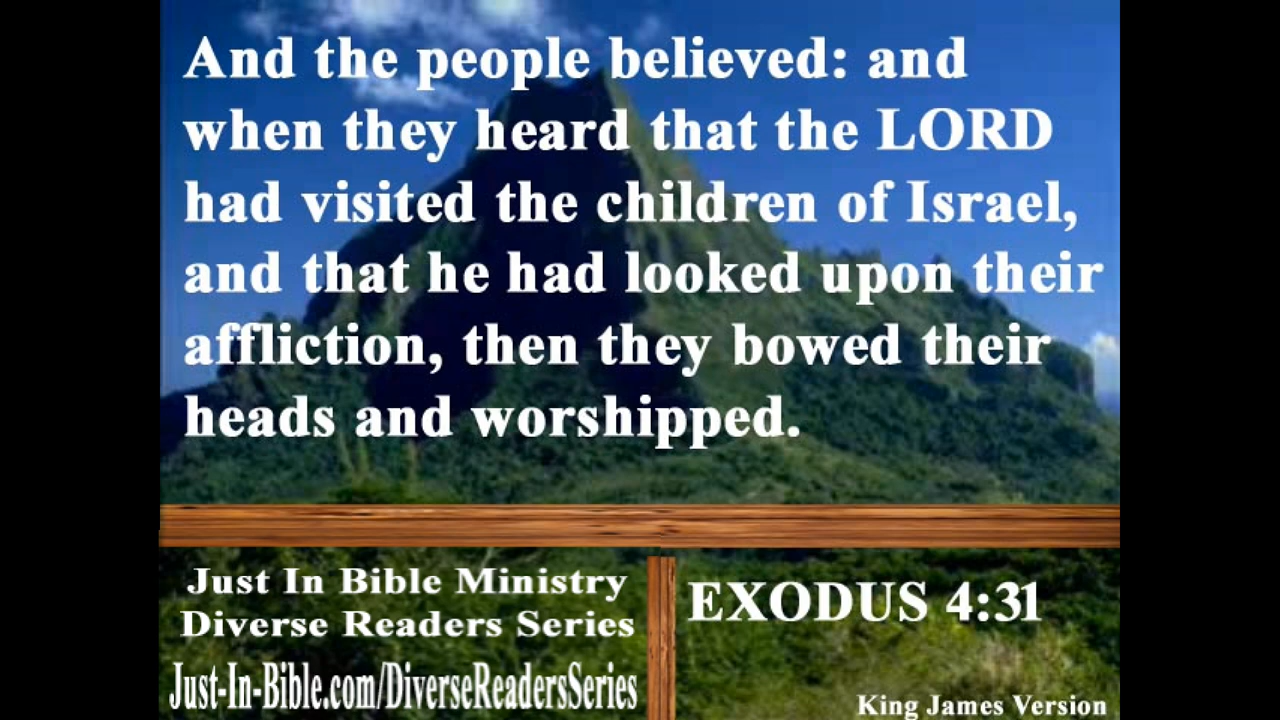 And the people believed: and
when they heard that the LORD
had visited the children of Israel,
and that he had looked upon their
affliction, then they bowed their
heads and worshipped.
Just In Bible Ministry
Diverse Readers Series
Just-In-Bible.com/DiverseReadersSeries
EXODUS 4:31
King James Version